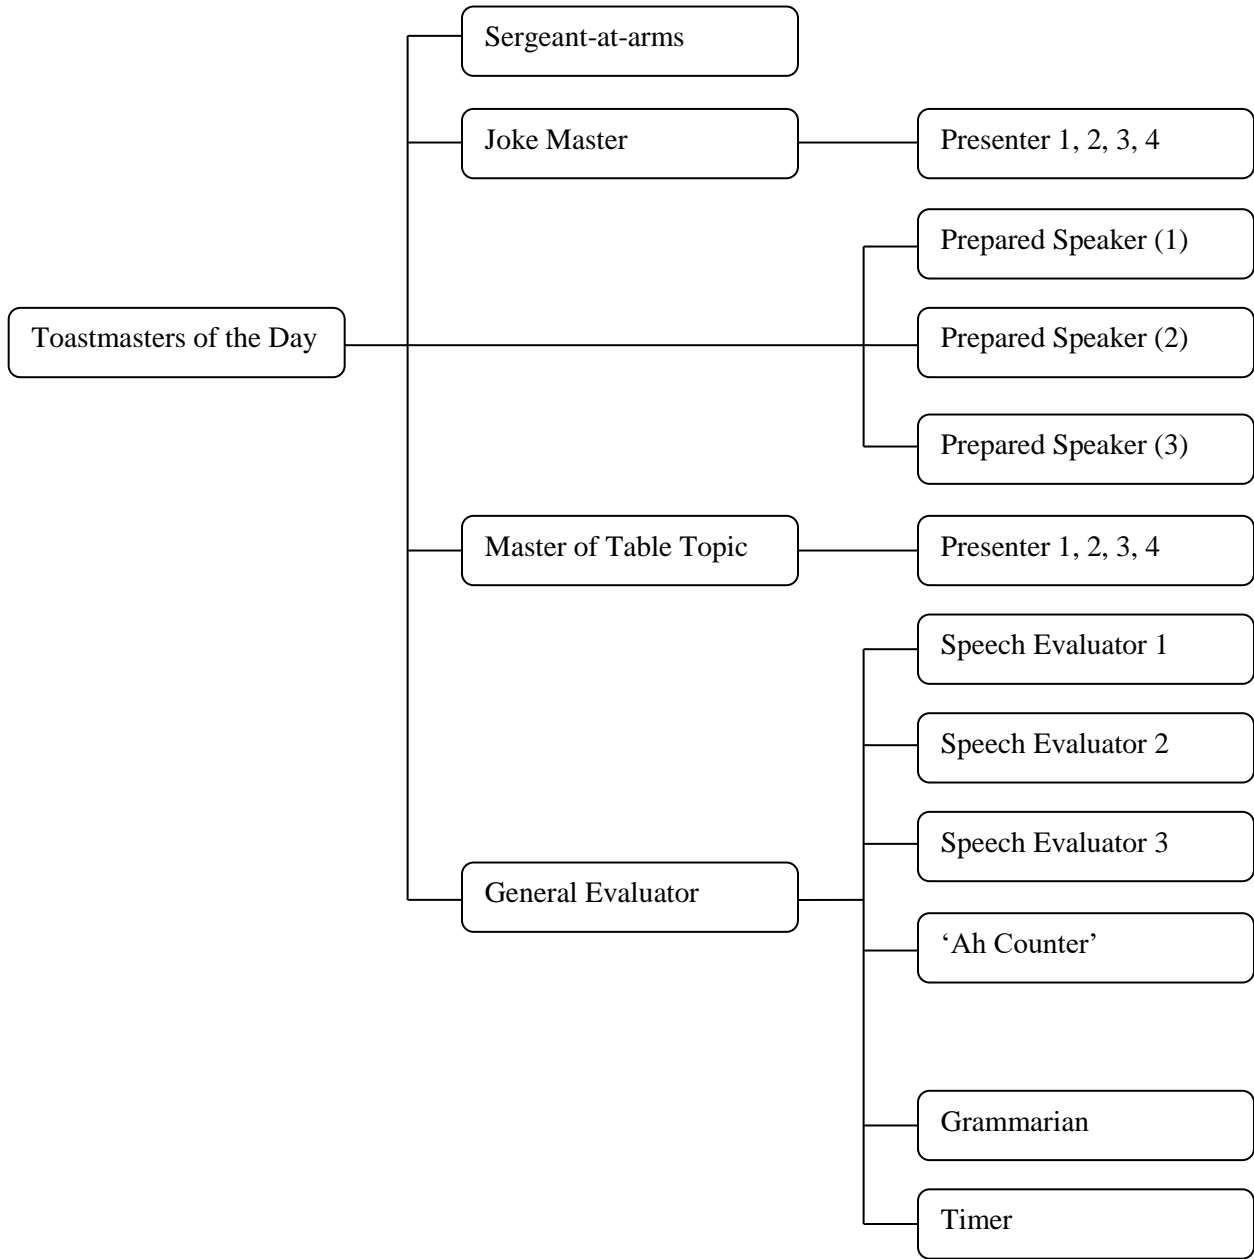 Sergeant-at-arms
Joke Master
Presenter 1, 2, 3, 4
Prepared Speaker (1)
Toastmasters of the Day
Prepared Speaker (2)
Prepared Speaker (3)
Master of Table Topic
Presenter 1, 2, 3, 4
Speech Evaluator 1
Speech Evaluator 2
Speech Evaluator 3
General Evaluator
‘Ah Counter’
Grammarian
Timer